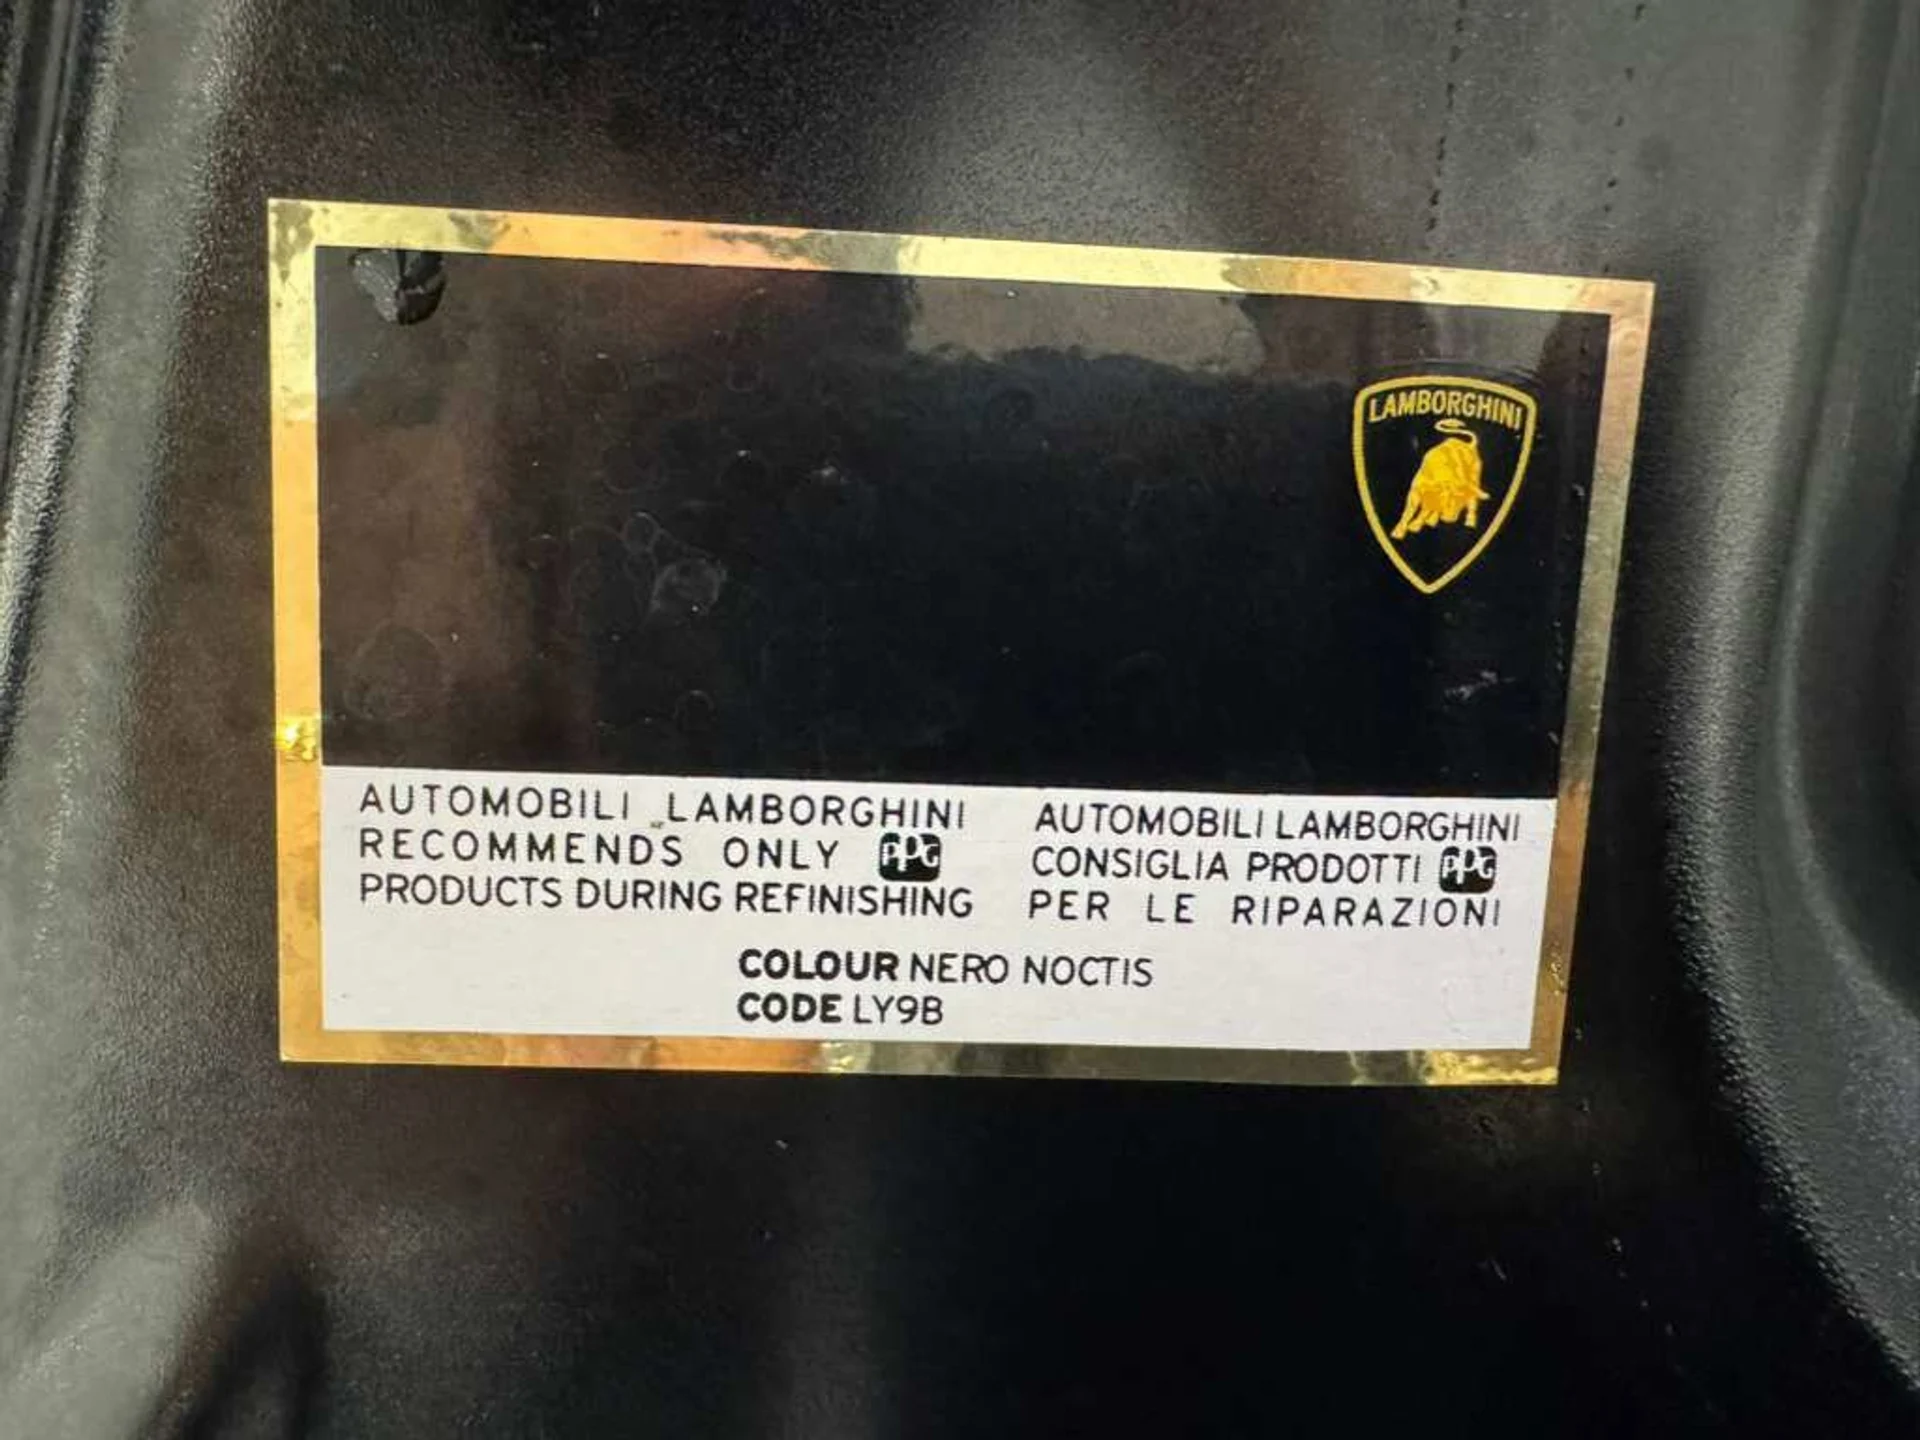 LAMBORGHINI
AUTOMOBILI LAMBORGHINI
RECOMMENDS ONLY PPG
PRODUCTS DURING REFINISHING
AUTOMOBILI LAMBORGHINI
CONSIGLIA PRODOTTI PPG
PER LE RIPARAZIONI
COLOUR NERO NOCTIS
CODE LY9B